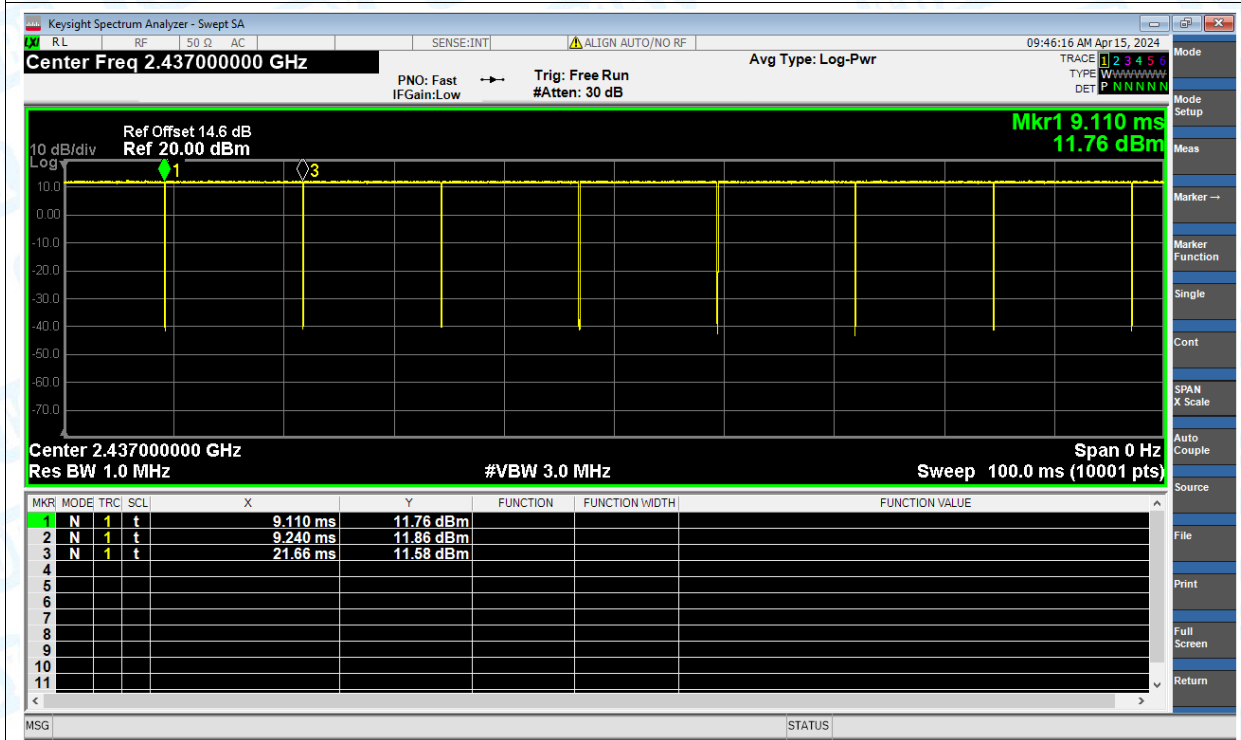 Keysight Spectrum Analyzer - Swept SA
LXI RL RF 50 Ω AC SENSE:INT ALIGN AUTO/NO RF 09:46:16 AM Apr 15, 2024
Center Freq 2.437000000 GHz
PNO: Fast
IFGain:Low
Trig: Free Run
#Atten: 30 dB
Avg Type: Log-Pwr
TRACE 1 2 3 4 5 6
TYPE WWWWWW
DET P N N N N N
Ref Offset 14.6 dB
10 dB/div Ref 20.00 dBm
Log
Mkr1 9.110 ms
11.76 dBm
1
3
10.0
0.00
-10.0
-20.0
-30.0
-40.0
-50.0
-60.0
-70.0
Center 2.437000000 GHz Span 0 Hz
Res BW 1.0 MHz #VBW 3.0 MHz Sweep 100.0 ms (10001 pts)
MKR MODE TRC SCL X Y FUNCTION FUNCTION WIDTH FUNCTION VALUE
1 N 1 t 9.110 ms 11.76 dBm
2 N 1 t 9.240 ms 11.86 dBm
3 N 1 t 21.66 ms 11.58 dBm
4
5
6
7
8
9
10
11
MSG STATUS
Mode
Mode
Setup
Meas
Marker →
Marker
Function
Single
Cont
SPAN
X Scale
Auto
Couple
Source
File
Print
Full
Screen
Return